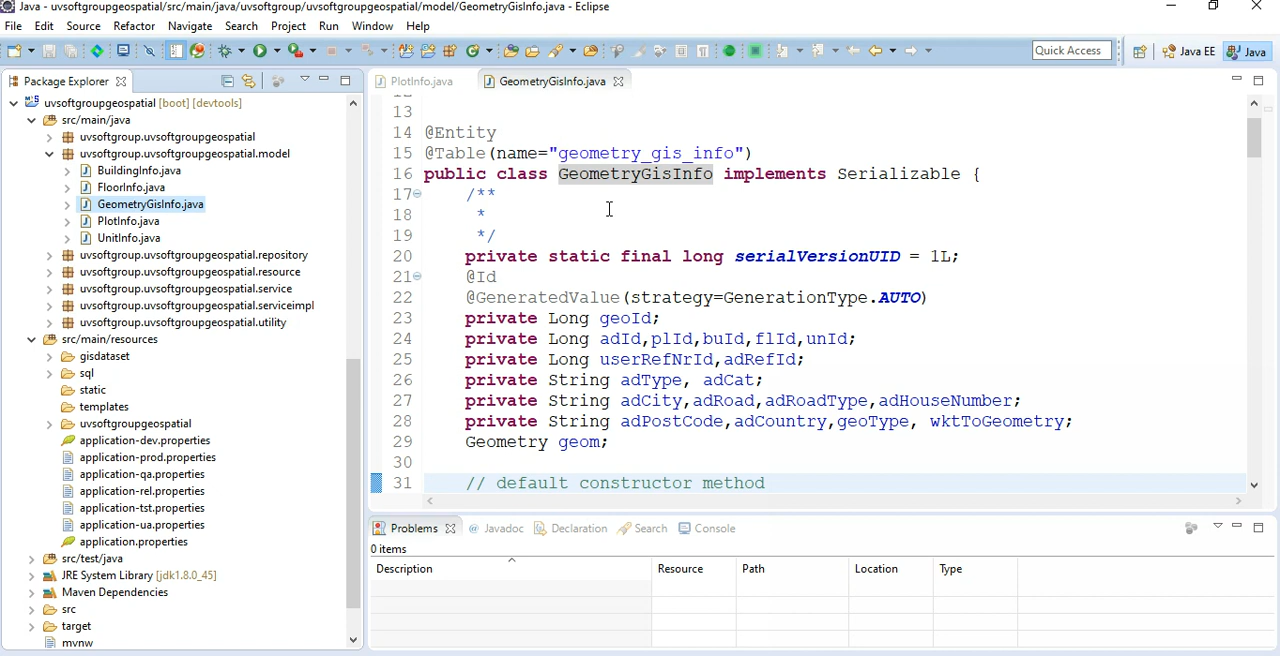 Java - uvsoftgroupgeospatial/src/main/java/uvsoftgroup/uvsoftgroupgeospatial/model/GeometryGisInfo.java - Eclipse
File Edit Source Refactor Navigate Search Project Run Window Help
Quick Access
Java EE
Java
Package Explorer
uvsoftgroupgeospatial [boot] [devtools]
src/main/java
uvsoftgroup.uvsoftgroupgeospatial
uvsoftgroup.uvsoftgroupgeospatial.model
BuildingInfo.java
FloorInfo.java
GeometryGisInfo.java
PlotInfo.java
UnitInfo.java
uvsoftgroup.uvsoftgroupgeospatial.repository
uvsoftgroup.uvsoftgroupgeospatial.resource
uvsoftgroup.uvsoftgroupgeospatial.service
uvsoftgroup.uvsoftgroupgeospatial.serviceimpl
uvsoftgroup.uvsoftgroupgeospatial.utility
src/main/resources
gisdataset
sql
static
templates
uvsoftgroupgeospatial
application-dev.properties
application-prod.properties
application-qa.properties
application-rel.properties
application-tst.properties
application-ua.properties
application.properties
src/test/java
JRE System Library [jdk1.8.0_45]
Maven Dependencies
src
target
mvnw
PlotInfo.java
GeometryGisInfo.java
13
14 @Entity
15 @Table(name="geometry_gis_info")
16 public class GeometryGisInfo implements Serializable {
17 /**
18 *
19 */
20 private static final long serialVersionUID = 1L;
21 @Id
22 @GeneratedValue(strategy=GenerationType.AUTO)
23 private Long geoId;
24 private Long adId,plId,buId,flId,unId;
25 private Long userRefNrId,adRefId;
26 private String adType, adCat;
27 private String adCity,adRoad,adRoadType,adHouseNumber;
28 private String adPostCode,adCountry,geoType, wktToGeometry;
29 Geometry geom;
30
31 // default constructor method
Problems
@ Javadoc
Declaration
Search
Console
0 items
Description Resource Path Location Type